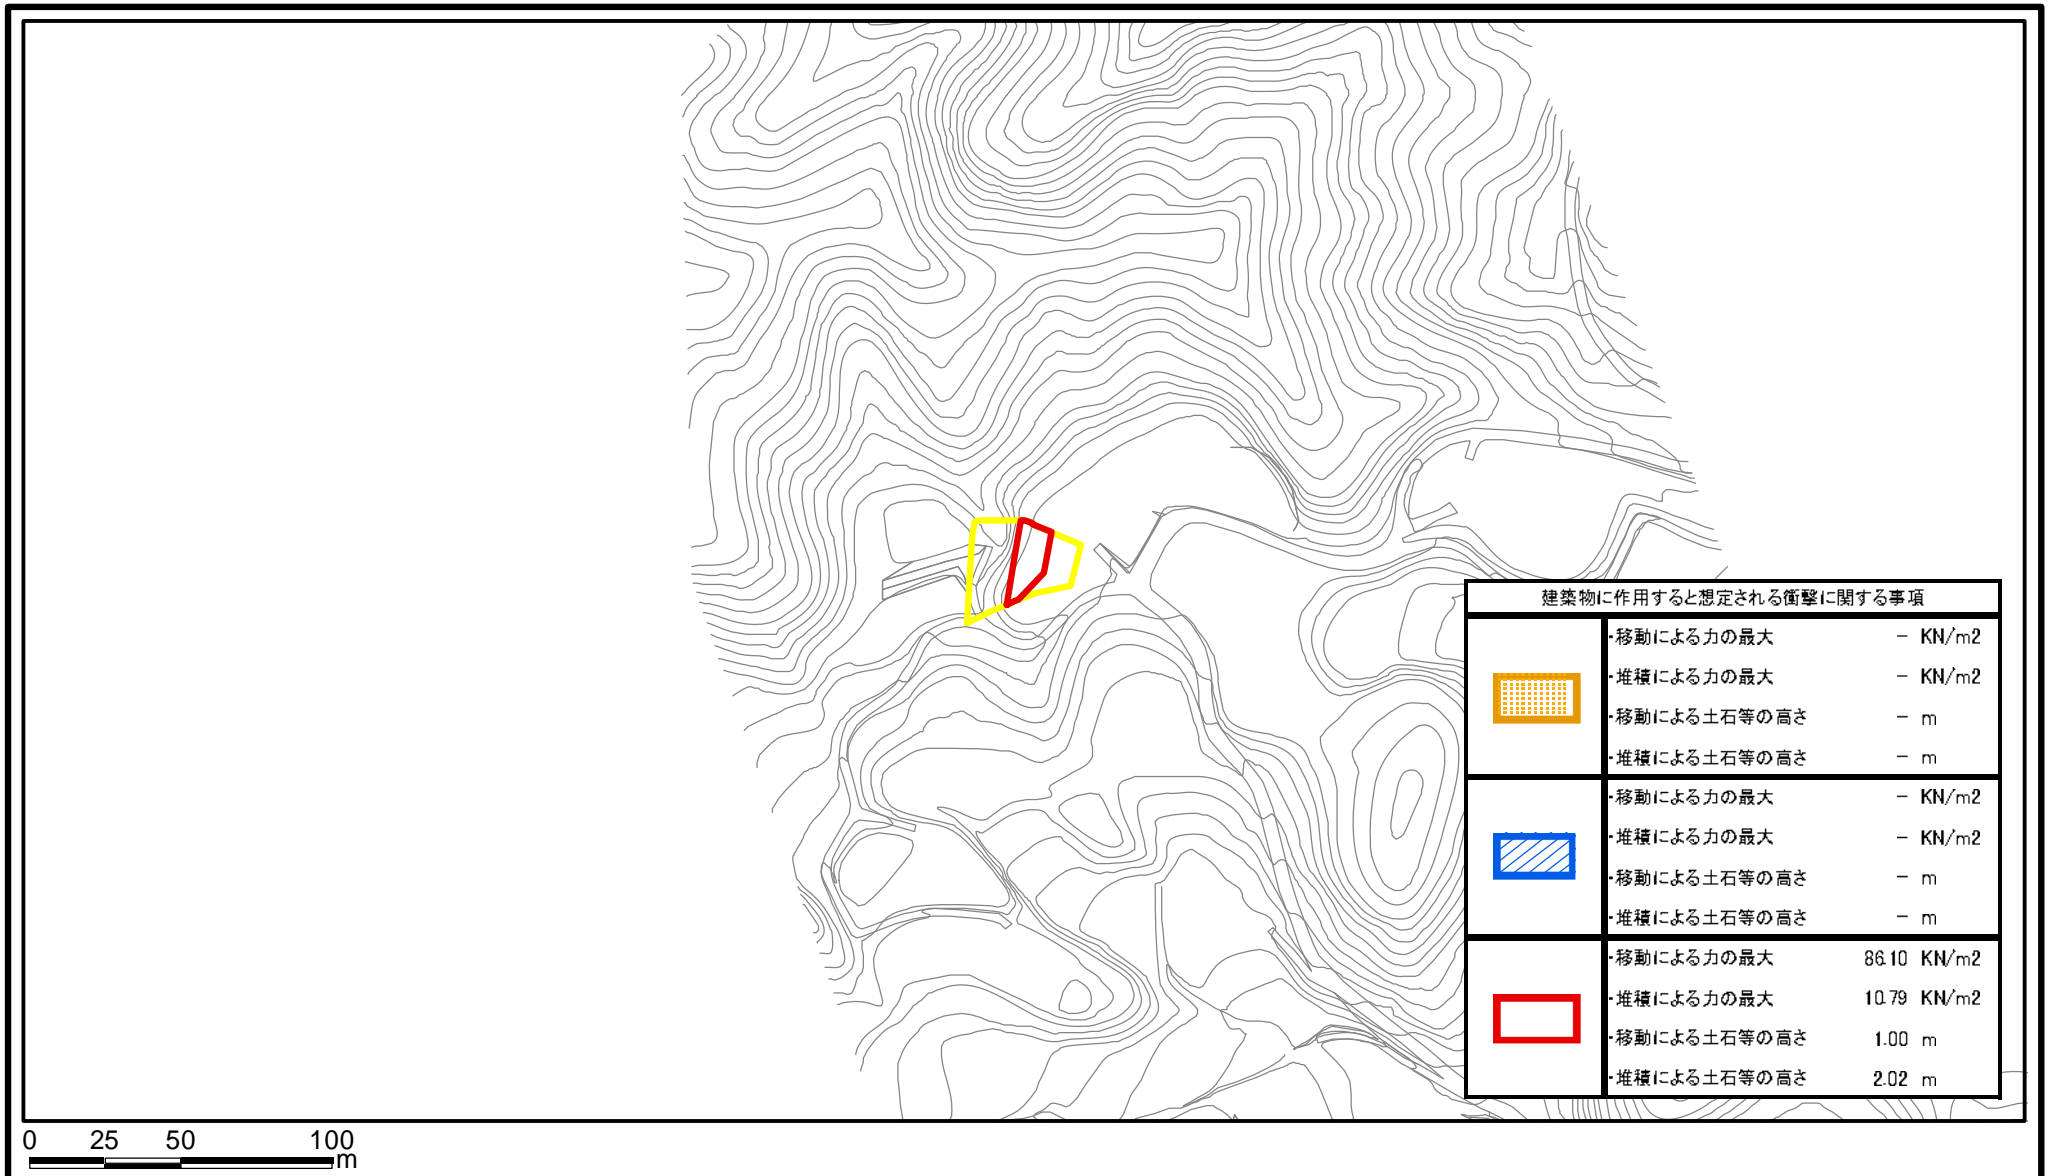 建築物に作用すると想定される衝撃に関する事項
・移動による力の最大 － KN/m2
・堆積による力の最大 － KN/m2
・移動による土石等の高さ － m
・堆積による土石等の高さ － m
・移動による力の最大 － KN/m2
・堆積による力の最大 － KN/m2
・移動による土石等の高さ － m
・堆積による土石等の高さ － m
・移動による力の最大 86.10 KN/m2
・堆積による力の最大 10.79 KN/m2
・移動による土石等の高さ 1.00 m
・堆積による土石等の高さ 2.02 m
0 25 50 100
m